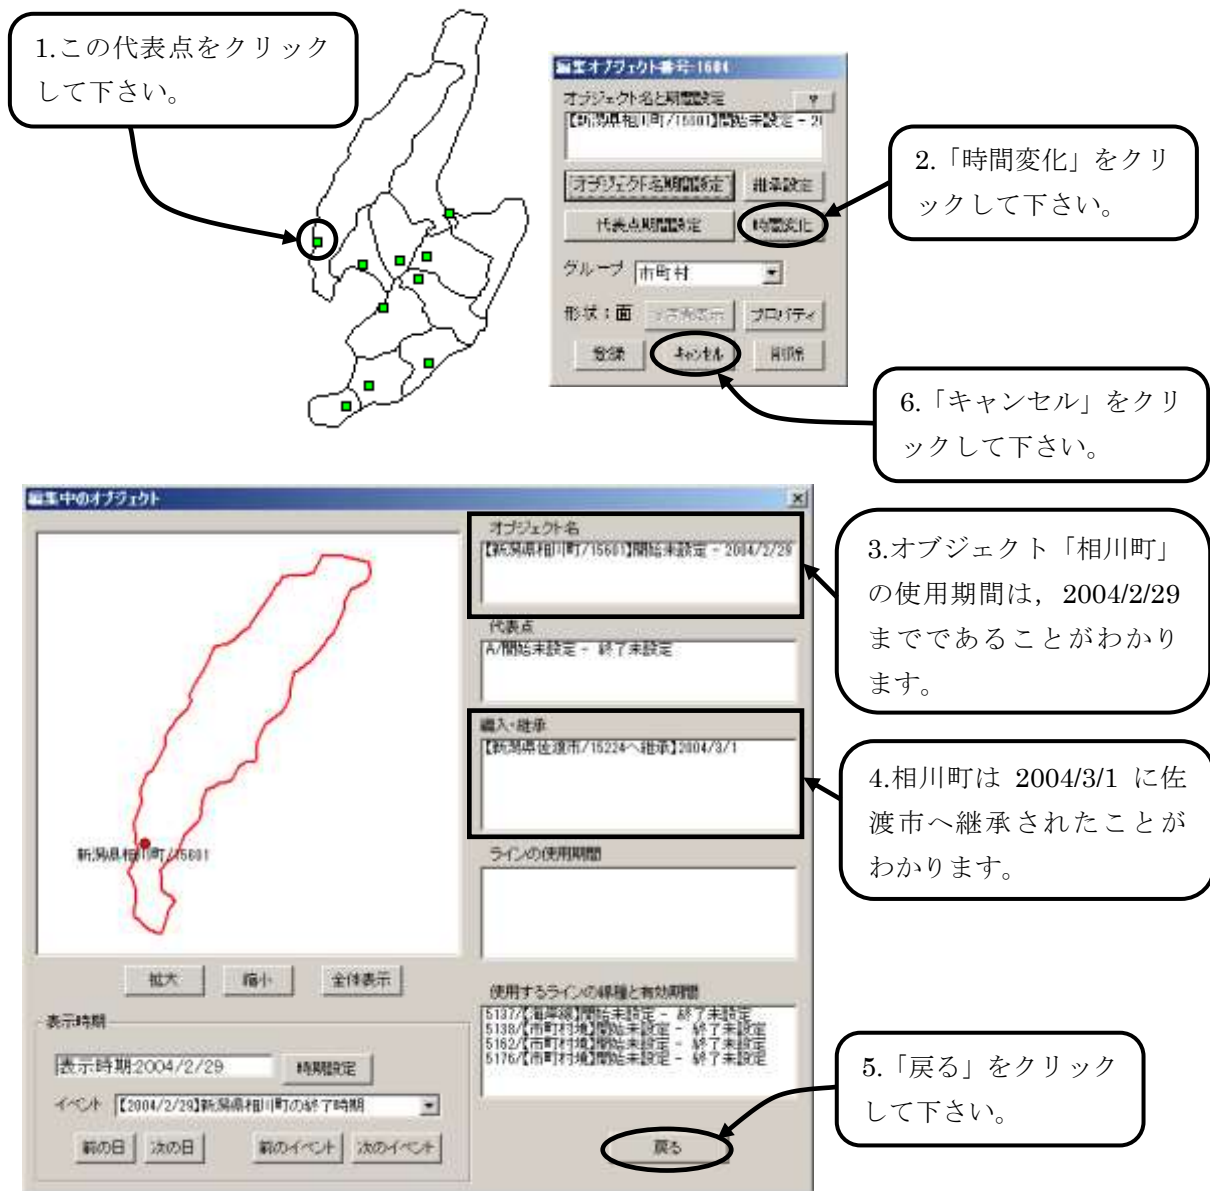 1.この代表点をクリック
して下さい。
編集オブジェクト番号:1604
オブジェクト名と期間設定
?
【新潟県相川町/15601】開始未設定 - 20
オブジェクト名期間設定
継承設定
代表点期間設定
時間変化
グループ
市町村
形状:面
プロパティ
登録
キャンセル
削除
2.「時間変化」をクリ
ックして下さい。
6.「キャンセル」をクリ
ックして下さい。
編集中のオブジェクト
新潟県相川町/15601
拡大
縮小
全体表示
表示時期
表示時期:2004/2/29
時期設定
イベント
【2004/2/29】新潟県相川町の終了時期
前の日
次の日
前のイベント
次のイベント
オブジェクト名
【新潟県相川町/15601】開始未設定 - 2004/2/29
代表点
A/開始未設定 - 終了未設定
編入・継承
【新潟県佐渡市/15224へ継承】2004/3/1
ラインの使用期間
使用するラインの線種と有効期間
5137/【海岸線】開始未設定 - 終了未設定
5138/【市町村境】開始未設定 - 終了未設定
5162/【市町村境】開始未設定 - 終了未設定
5176/【市町村境】開始未設定 - 終了未設定
戻る
3.オブジェクト「相川町」
の使用期間は，2004/2/29
までであることがわかり
ます。
4.相川町は 2004/3/1 に佐
渡市へ継承されたことが
わかります。
5.「戻る」をクリック
して下さい。